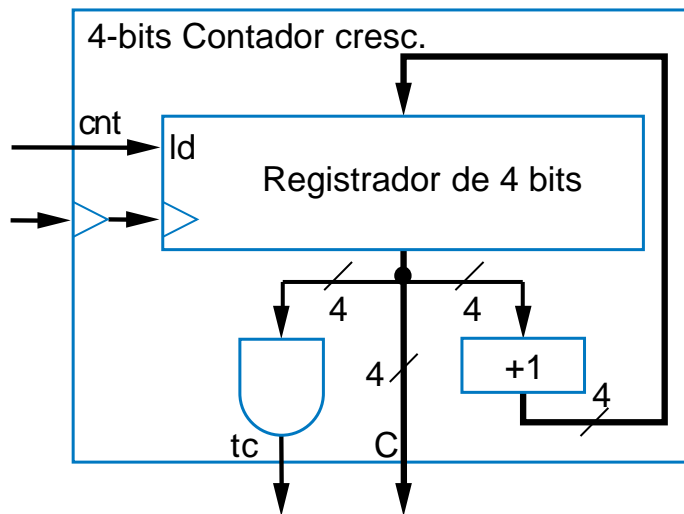 4-bits Contador cresc.
cnt
ld
Registrador de 4 bits
4
4
4
+1
4
tc
C